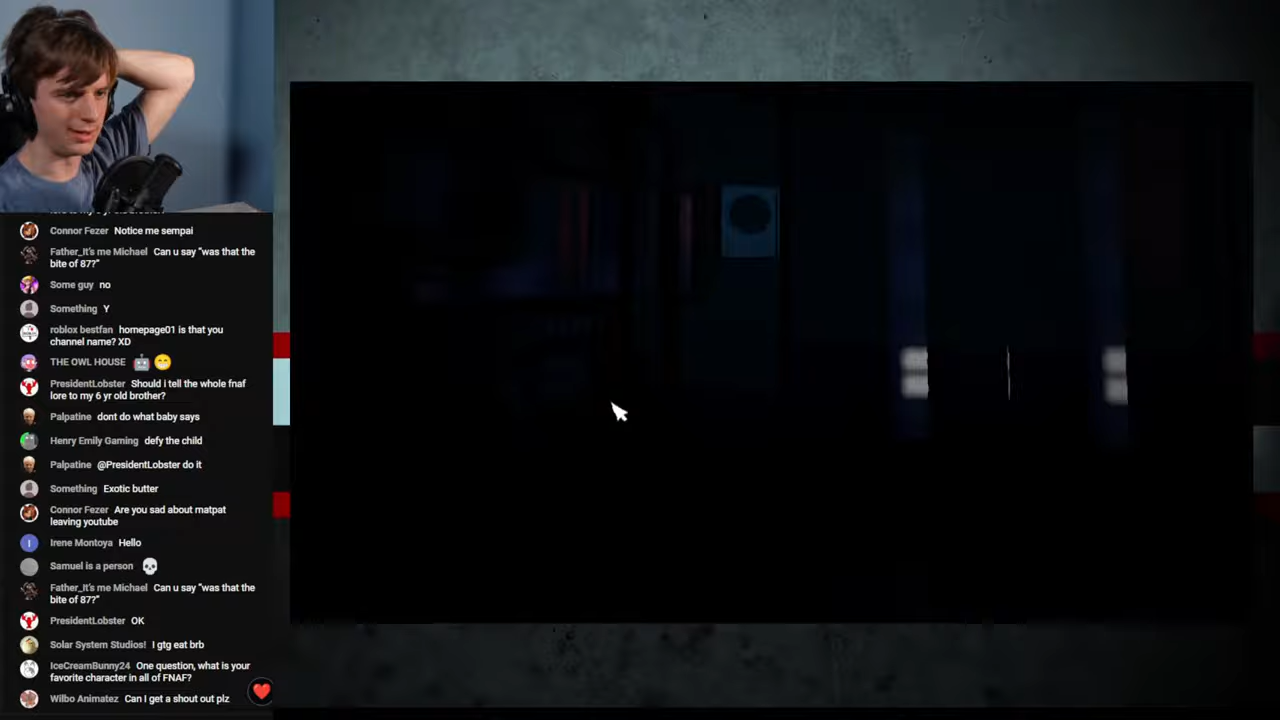 Connor Fezer Notice me sempai
Father_It's me Michael Can u say "was that the
bite of 87?"
Some guy no
Something Y
roblox bestfan homepage01 is that you
channel name? XD
THE OWL HOUSE 🤖😁
PresidentLobster Should i tell the whole fnaf
lore to my 6 yr old brother?
Palpatine dont do what baby says
Henry Emily Gaming defy the child
Palpatine @PresidentLobster do it
Something Exotic butter
Connor Fezer Are you sad about matpat
leaving youtube
I
Irene Montoya Hello
Samuel is a person 💀
Father_It's me Michael Can u say "was that the
bite of 87?"
PresidentLobster OK
Solar System Studios! I gtg eat brb
IceCreamBunny24 One question, what is your
favorite character in all of FNAF?
Wilbo Animatez Can I get a shout out plz